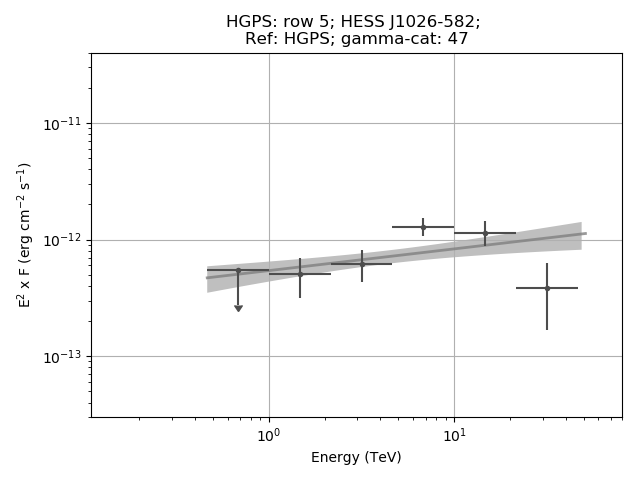 HGPS: row 5; HESS J1026-582;
Ref: HGPS; gamma-cat: 47
E² x F (erg cm⁻² s⁻¹)
10⁻¹¹
10⁻¹²
10⁻¹³
10⁰ 10¹
Energy (TeV)